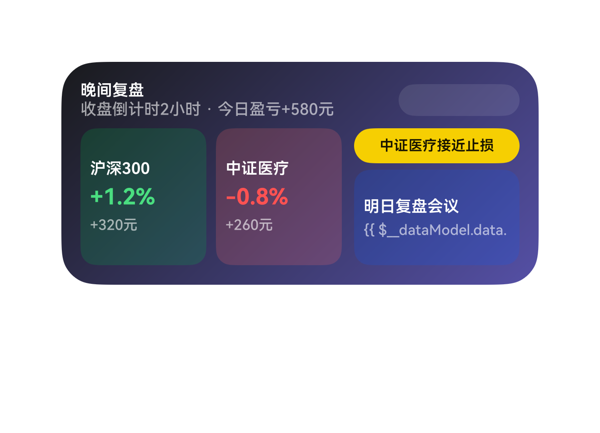 晚间复盘
收盘倒计时2小时 · 今日盈亏+580元
沪深300
+1.2%
+320元
中证医疗
-0.8%
+260元
中证医疗接近止损
明日复盘会议
{{ $__dataModel.data.